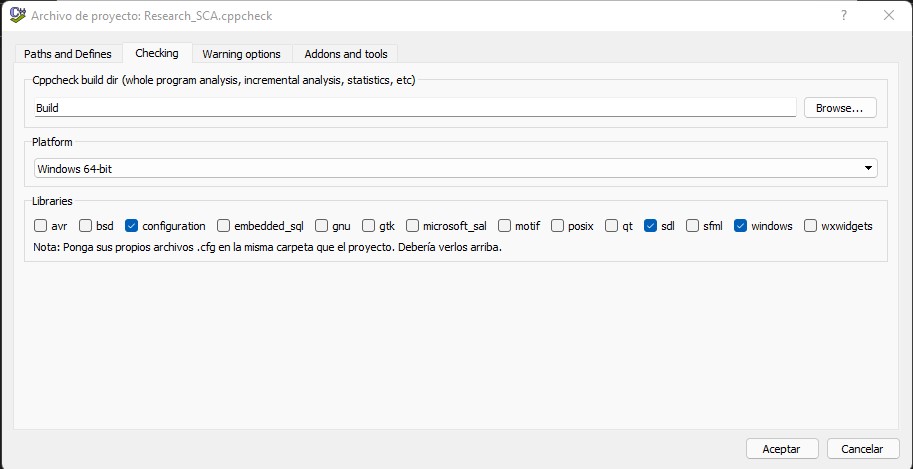 Archivo de proyecto: Research_SCA.cppcheck
Paths and Defines Checking Warning options Addons and tools
Cppcheck build dir (whole program analysis, incremental analysis, statistics, etc)
Build Browse...
Platform
Windows 64-bit
Libraries
avr bsd configuration embedded_sql gnu gtk microsoft_sal motif posix qt sdl sfml windows wxwidgets
Nota: Ponga sus propios archivos .cfg en la misma carpeta que el proyecto. Debería verlos arriba.
Aceptar Cancelar